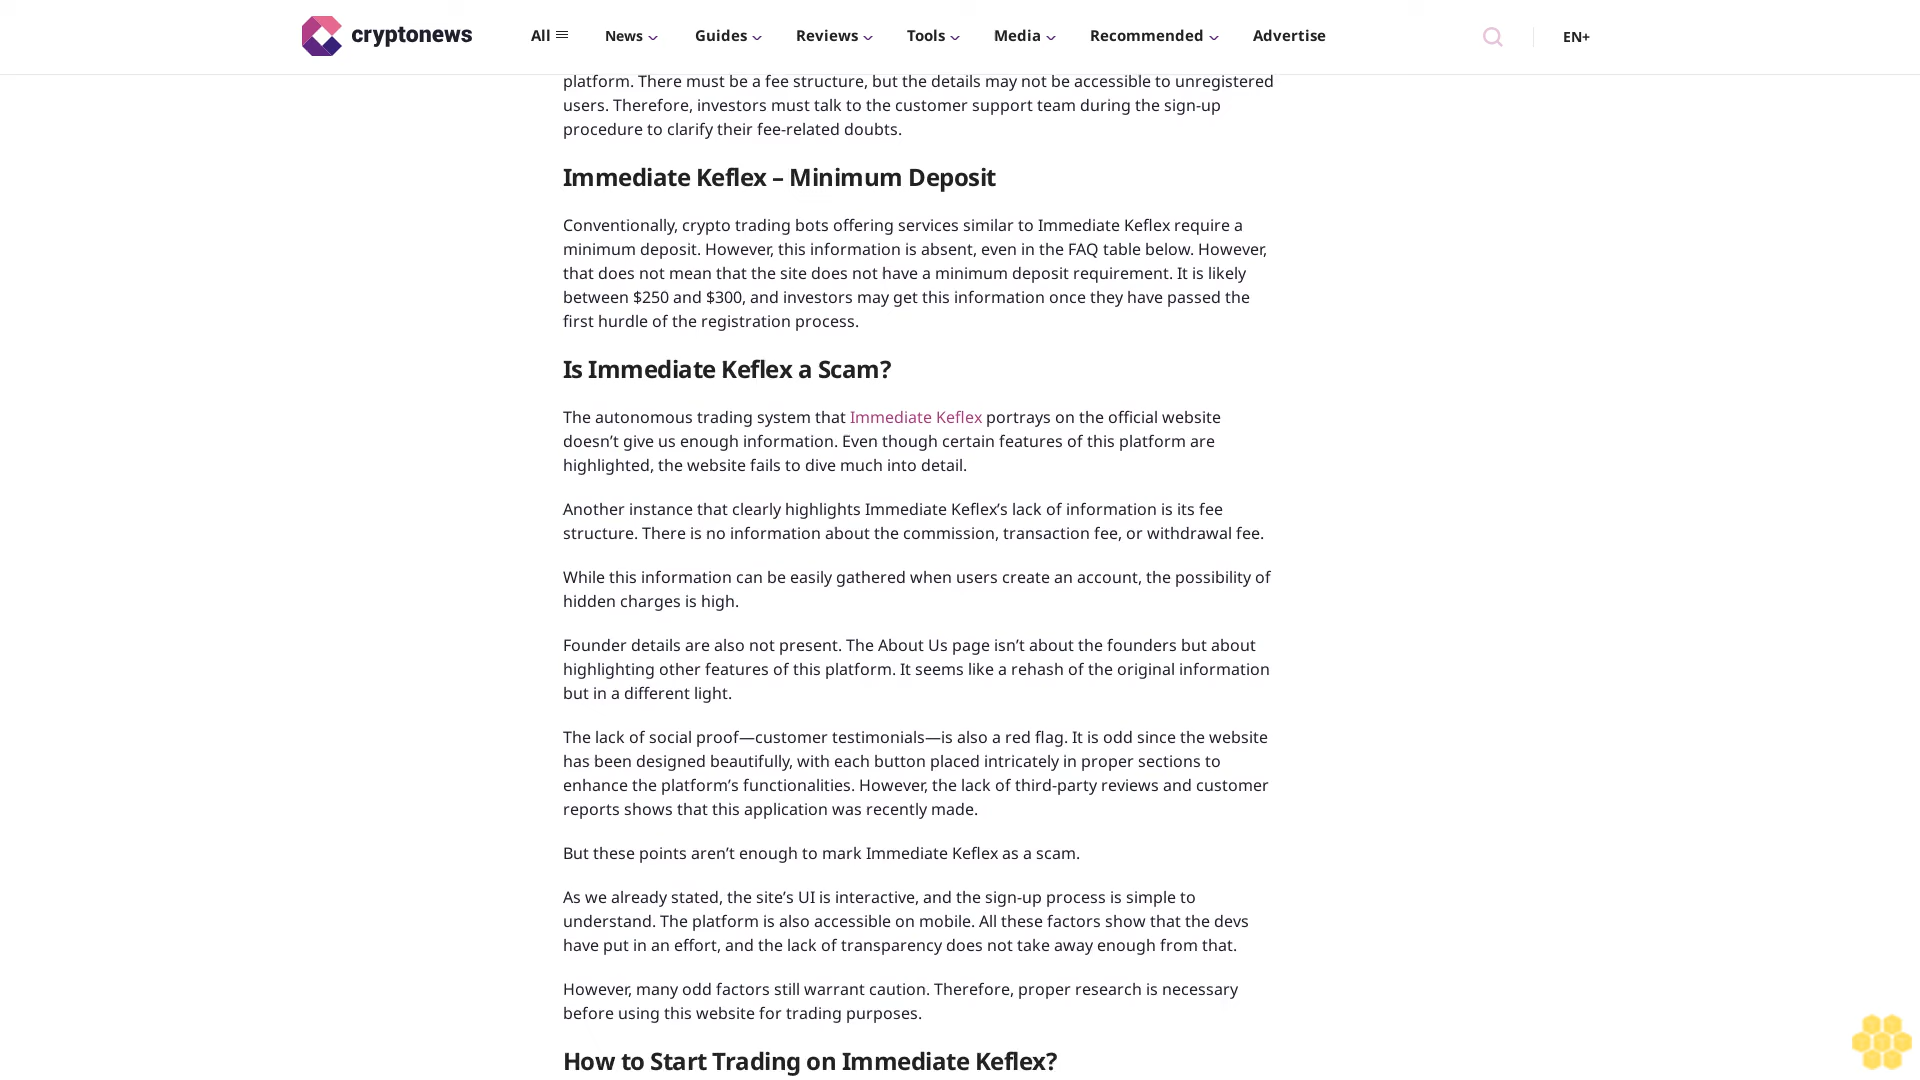 cryptonews
All
News
Guides
Reviews
Tools
Media
Recommended
Advertise
EN+
platform. There must be a fee structure, but the details may not be accessible to unregistered
users. Therefore, investors must talk to the customer support team during the sign-up
procedure to clarify their fee-related doubts.
Immediate Keflex – Minimum Deposit
Conventionally, crypto trading bots offering services similar to Immediate Keflex require a
minimum deposit. However, this information is absent, even in the FAQ table below. However,
that does not mean that the site does not have a minimum deposit requirement. It is likely
between $250 and $300, and investors may get this information once they have passed the
first hurdle of the registration process.
Is Immediate Keflex a Scam?
The autonomous trading system that Immediate Keflex portrays on the official website
doesn’t give us enough information. Even though certain features of this platform are
highlighted, the website fails to dive much into detail.
Another instance that clearly highlights Immediate Keflex’s lack of information is its fee
structure. There is no information about the commission, transaction fee, or withdrawal fee.
While this information can be easily gathered when users create an account, the possibility of
hidden charges is high.
Founder details are also not present. The About Us page isn’t about the founders but about
highlighting other features of this platform. It seems like a rehash of the original information
but in a different light.
The lack of social proof—customer testimonials—is also a red flag. It is odd since the website
has been designed beautifully, with each button placed intricately in proper sections to
enhance the platform’s functionalities. However, the lack of third-party reviews and customer
reports shows that this application was recently made.
But these points aren’t enough to mark Immediate Keflex as a scam.
As we already stated, the site’s UI is interactive, and the sign-up process is simple to
understand. The platform is also accessible on mobile. All these factors show that the devs
have put in an effort, and the lack of transparency does not take away enough from that.
However, many odd factors still warrant caution. Therefore, proper research is necessary
before using this website for trading purposes.
How to Start Trading on Immediate Keflex?